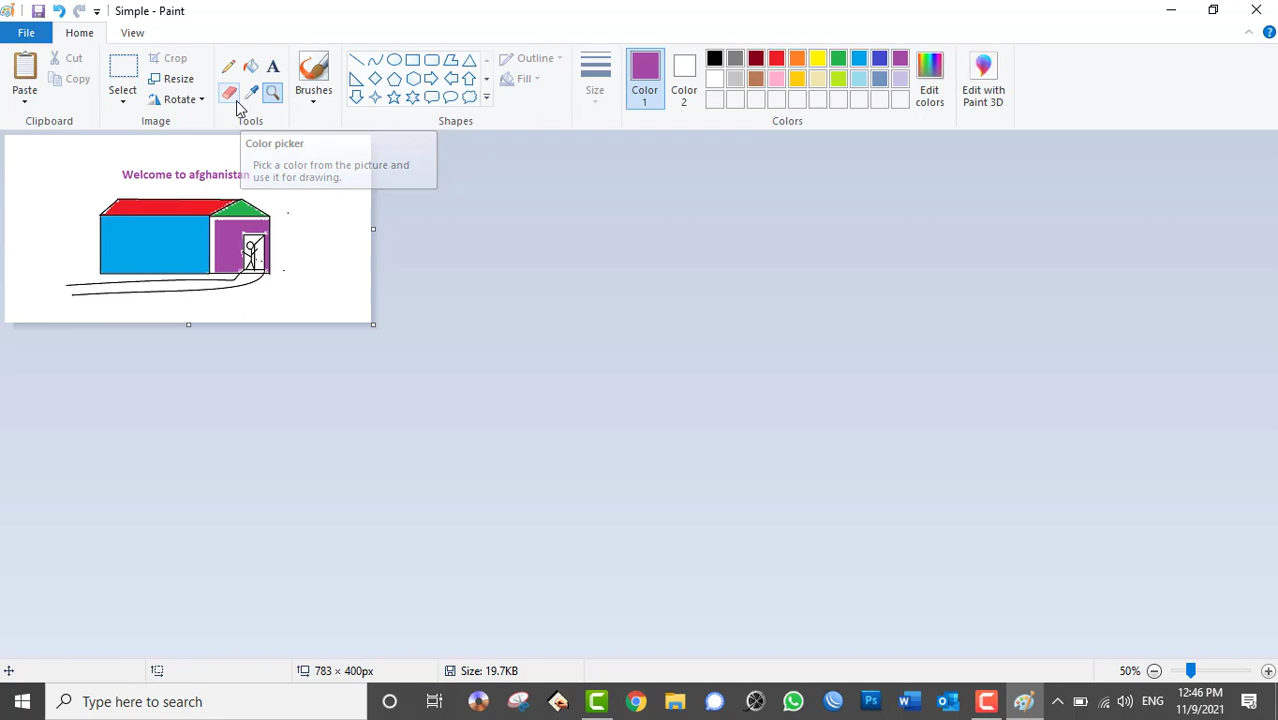 Simple - Paint
File Home View
Paste
Cut
Copy
Clipboard
Select
Crop
Resize
Rotate
Image
A
Tools
Brushes
Outline
Fill
Shapes
Size
Color 1
Color 2
Edit colors
Colors
Edit with Paint 3D
Color picker
Pick a color from the picture and
use it for drawing.
Welcome to afghanistan
783 × 400px
Size: 19.7KB
50%
Type here to search
Ps
ENG
12:46 PM
11/9/2021